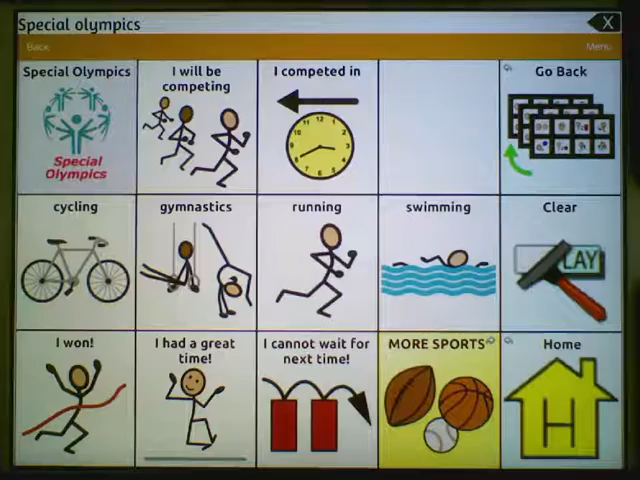 Special olympics
X
Back
Menu
Special Olympics
I will be
competing
I competed in
Go Back
Special
Olympics
cycling
gymnastics
running
swimming
Clear
LAY
I won!
I had a great
time!
I cannot wait for
next time!
MORE SPORTS
Home
H